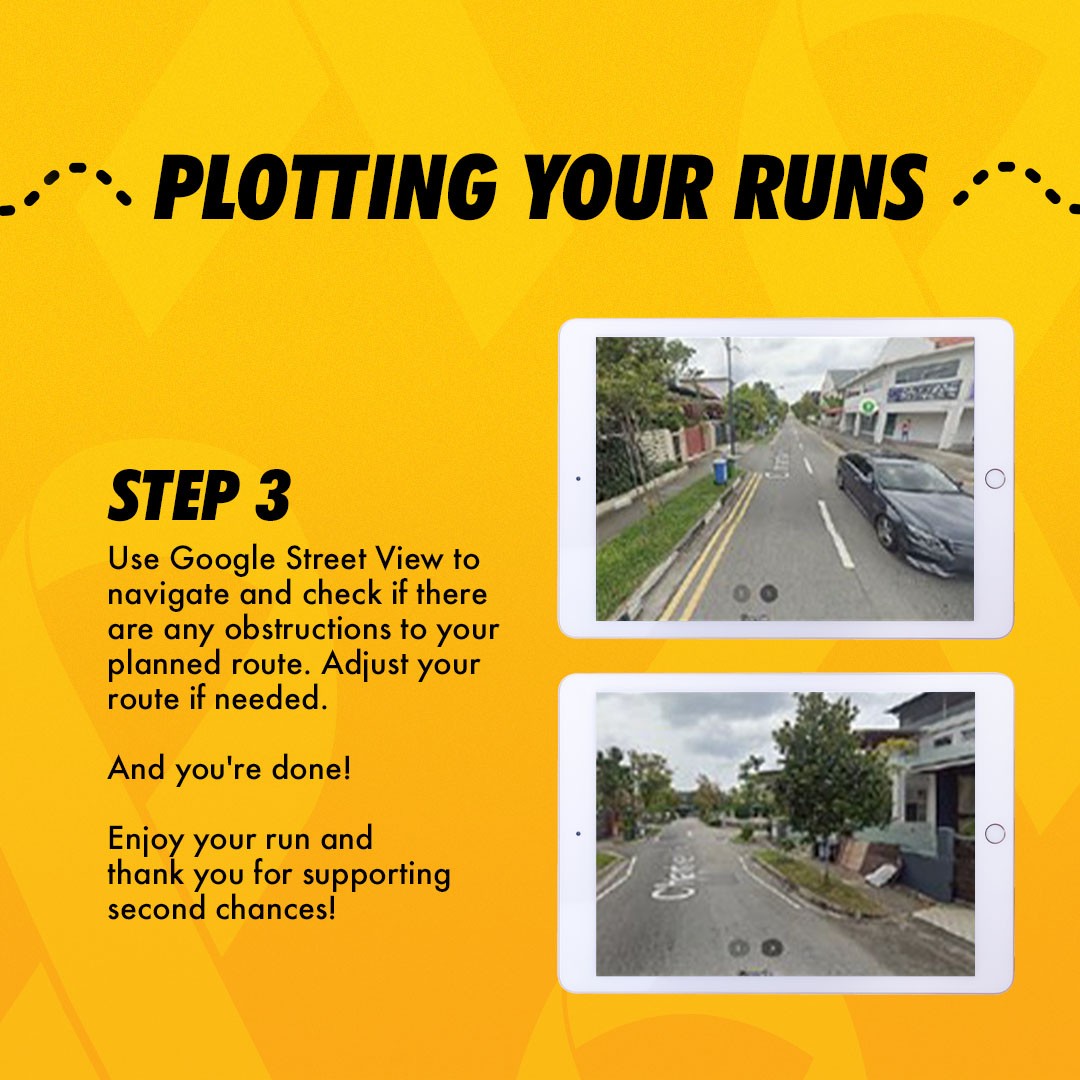 PLOTTING YOUR RUNS
STEP 3
Use Google Street View to
navigate and check if there
are any obstructions to your
planned route. Adjust your
route if needed.
And you're done!
Enjoy your run and
thank you for supporting
second chances!